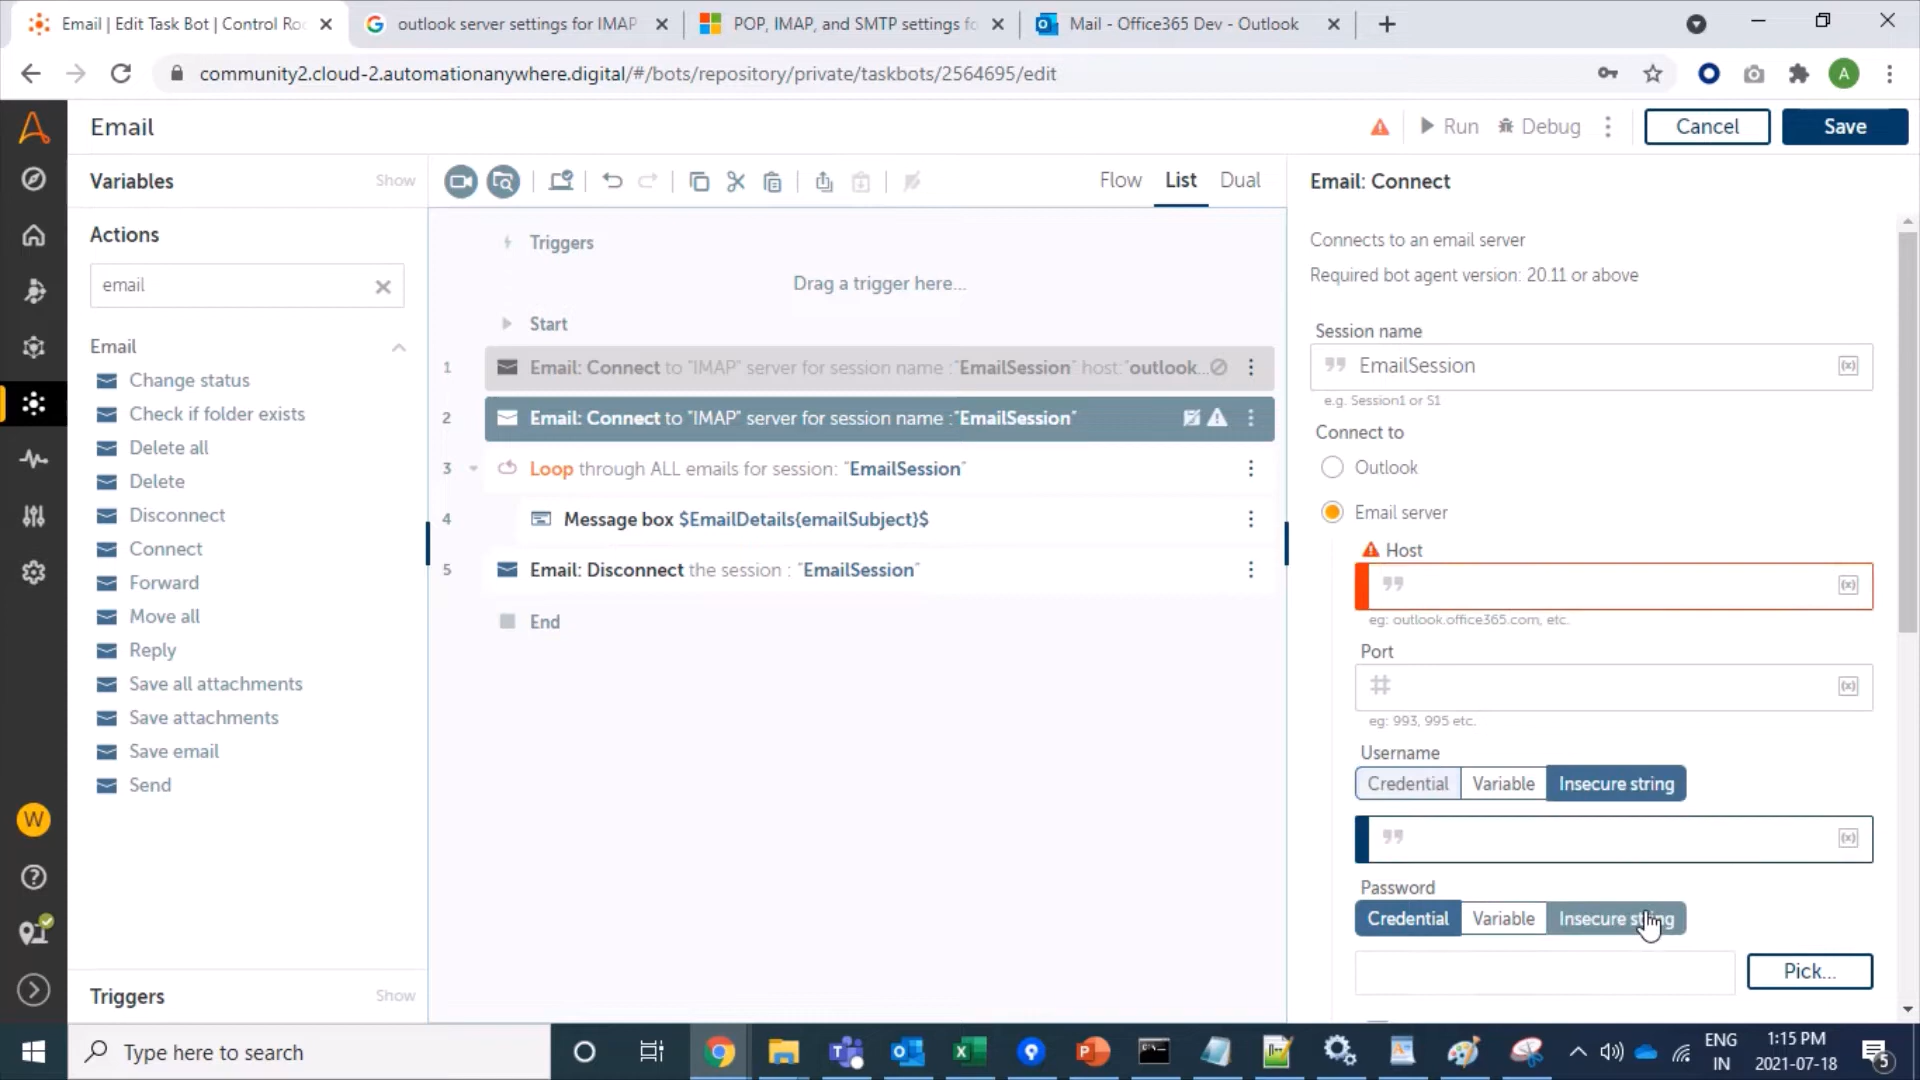 Email | Edit Task Bot | Control Ro
outlook server settings for IMAP
POP, IMAP, and SMTP settings fo
Mail - Office365 Dev - Outlook
community2.cloud-2.automationanywhere.digital/#/bots/repository/private/taskbots/2564695/edit
A
Email
Run
Debug
Cancel
Save
Variables
Show
Flow
List
Dual
Email: Connect
Actions
email
Email
Change status
Check if folder exists
Delete all
Delete
Disconnect
Connect
Forward
Move all
Reply
Save all attachments
Save attachments
Save email
Send
Triggers
Show
W
Triggers
Drag a trigger here...
Start
1 Email: Connect to "IMAP" server for session name :"EmailSession" host:"outlook...
2 Email: Connect to "IMAP" server for session name :"EmailSession"
3 Loop through ALL emails for session: "EmailSession"
4 Message box $EmailDetails{emailSubject}$
5 Email: Disconnect the session : "EmailSession"
End
Connects to an email server
Required bot agent version: 20.11 or above
Session name
EmailSession
(x)
e.g. Session1 or S1
Connect to
Outlook
Email server
Host
(x)
eg: outlook.office365.com, etc.
Port
(x)
eg: 993, 995 etc.
Username
Credential Variable Insecure string
(x)
Password
Credential Variable Insecure string
Pick...
Type here to search
ENG
IN
1:15 PM
2021-07-18
5